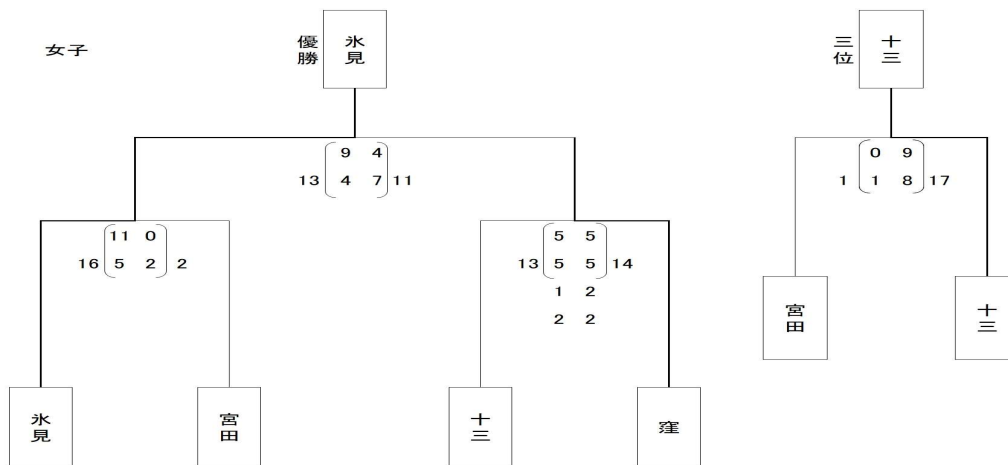 女子
優勝
氷見
三位
十三
9 4
13 4 7 11
0 9
1 1 8 17
11 0
16 5 2 2
5 5
13 5 5 14
1 2
2 2
宮田
十三
氷見
宮田
十三
窪